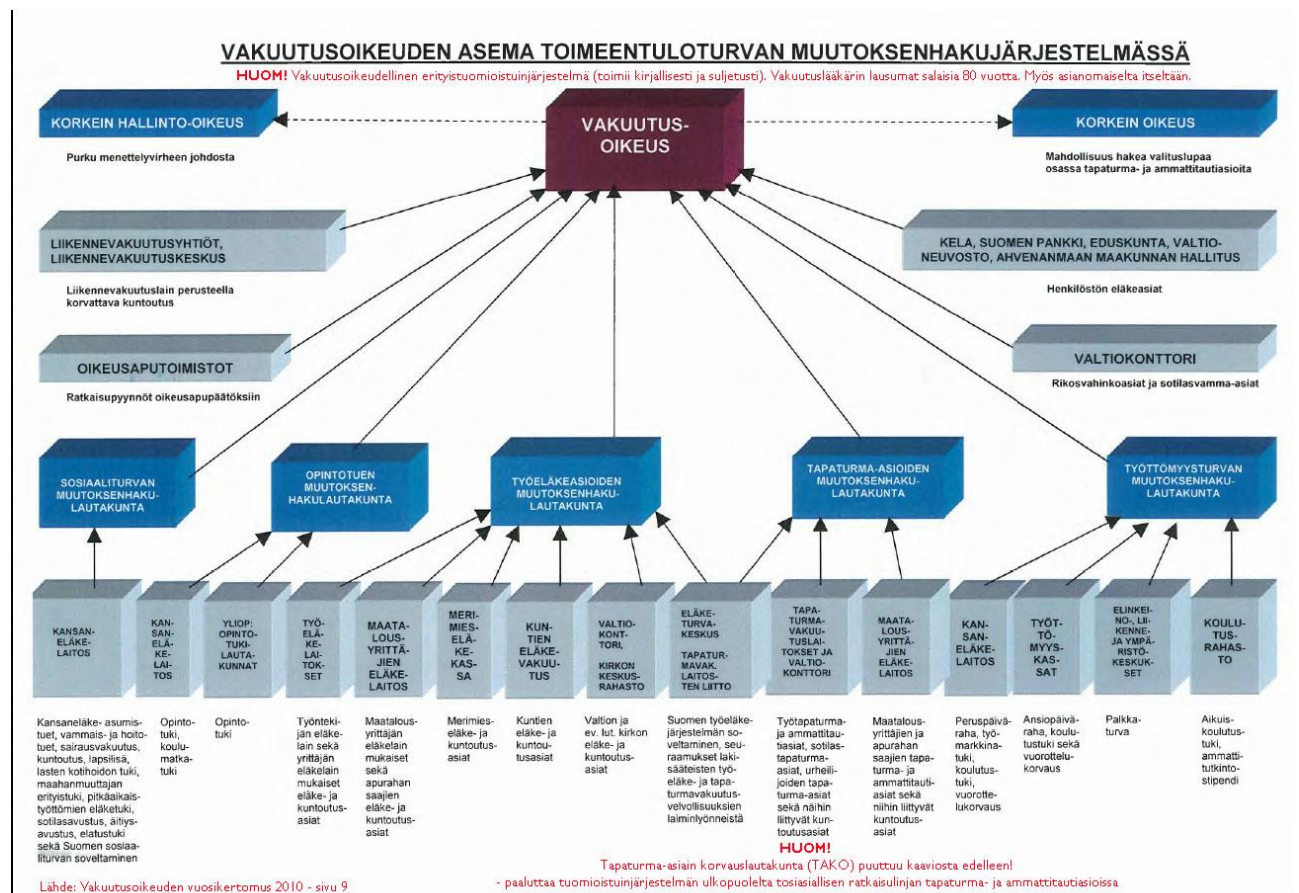 VAKUUTUSOIKEUDEN ASEMA TOIMEENTULOTURVAN MUUTOKSENHAKUJÄRJESTELMÄSSÄ
HUOM! Vakuutusoikeudellinen erityistuomioistuinjärjestelmä (toimii kirjallisesti ja suljetusti). Vakuutuslääkärin lausumat salaisia 80 vuotta. Myös asianomaiselta itseltään.
KORKEIN HALLINTO-OIKEUS
Purku menettelyvirheen johdosta
VAKUUTUS-
OIKEUS
KORKEIN OIKEUS
Mahdollisuus hakea valituslupaa
osassa tapaturma- ja ammattitautiasioita
LIIKENNEVAKUUTUSYHTIÖT,
LIIKENNEVAKUUTUSKESKUS
Liikennevakuutuslain perusteella
korvattava kuntoutus
KELA, SUOMEN PANKKI, EDUSKUNTA, VALTIO-
NEUVOSTO, AHVENANMAAN MAAKUNNAN HALLITUS
Henkilöstön eläkeasiat
OIKEUSAPUTOIMISTOT
Ratkaisupyynnöt oikeusapupäätöksiin
VALTIOKONTTORI
Rikosvahinkoasiat ja sotilasvamma-asiat
SOSIAALITURVAN
MUUTOKSENHAKU-
LAUTAKUNTA
OPINTOTUEN
MUUTOKSEN-
HAKULAUTAKUNTA
TYÖELÄKEASIOIDEN
MUUTOKSENHAKU-
LAUTAKUNTA
TAPATURMA-ASIOIDEN
MUUTOKSENHAKU-
LAUTAKUNTA
TYÖTTÖMYYSTURVAN
MUUTOKSENHAKU-
LAUTAKUNTA
KANSAN-
ELÄKE-
LAITOS
KAN-
SAN-
ELÄ-
KE-
LAI-
TOS
YLIOP:
OPINTO-
TUKI-
LAUTA-
KUNNAT
TYÖ-
ELÄ-
KE-
LAI-
TOK-
SET
MAATA-
LOUS-
YRITTÄ-
JIEN
ELÄKE-
LAITOS
MERI-
MIES-
ELÄ-
KE-
KAS-
SA
KUN-
TIEN
ELÄKE-
VAKUU-
TUS
VALTIO-
KONT-
TORI,
KIRKON
KESKUS-
RAHASTO
ELÄKE-
TURVA-
KESKUS
TAPATUR-
MAVAK.
LAITOS-
TEN LIITTO
TAPA-
TURMA-
VAKUU-
TUSLAI-
TOKSET JA
VALTIO-
KONTTORI
MAATA-
LOUS-
YRITTÄ-
JIEN
ELÄKE-
LAITOS
KAN-
SAN-
ELÄKE-
LAITOS
TYÖT-
TÖ-
MYYS-
KAS-
SAT
ELINKEI-
NO-, LII-
KENNE-
JA YMPÄ-
RISTÖ-
KESKUK-
SET
KOULU-
TUS-
RAHAS-
TO
Kansaneläke- asumis-
tuet, vammais- ja hoito-
tuet, sairausvakuutus,
kuntoutus, lapsilisä,
lasten kotihoidon tuki,
maahanmuuttajan
erityistuki, pitkäaikais-
työttömien eläketuki,
sotilasavustus, äitiys-
avustus, elatustuki
sekä Suomen sosiaa-
liturvan soveltaminen
Opinto-
tuki,
koulu-
matka-
tuki
Opinto-
tuki
Työnteki-
jän eläke-
lain sekä
yrittäjän
eläkelain
mukaiset
eläke- ja
kuntoutus-
asiat
Maatalous-
yrittäjän
eläkelain
mukaiset
sekä
apurahan
saajien
eläke- ja
kuntoutus-
asiat
Merimies-
eläke- ja
kuntoutus-
asiat
Kuntien
eläke- ja
kuntou-
tusasiat
Valtion ja
ev. lut. kirkon
eläke- ja
kuntoutus-
asiat
Suomen työeläke-
järjestelmän so-
veltaminen, seu-
raamukset laki-
sääteisten työ-
eläke- ja tapa-
turmavakuutus-
velvollisuuksien
laiminlyönneistä
Työtapaturma-
ja ammattitau-
tiasiat, sotilas-
tapaturma-
asiat, urheili-
joiden tapa-
turma-asiat
sekä näihin
liittyvät kun-
toutusasiat
Maatalous-
yrittäjien ja
apurahan
saajien tapa-
turma- ja
ammattitauti-
asiat sekä
niihin liittyvät
kuntoutus-
asiat
Peruspäivä-
raha, työ-
markkina-
tuki,
koulutus-
tuki,
vuorotte-
lukorvaus
Ansiopäivä-
raha, koulu-
tustuki sekä
vuorottelu-
korvaus
Palkka-
turva
Aikuis-
koulutus-
tuki,
ammatti-
tutkinto-
stipendi
HUOM!
Tapaturma-asiain korvauslautakunta (TAKO) puuttuu kaaviosta edelleen!
- paaluttaa tuomioistuinjärjestelmän ulkopuolelta tosiasiallisen ratkaisulinjan tapaturma- ja ammattitautiasioissa
Lähde: Vakuutusoikeuden vuosikertomus 2010 - sivu 9